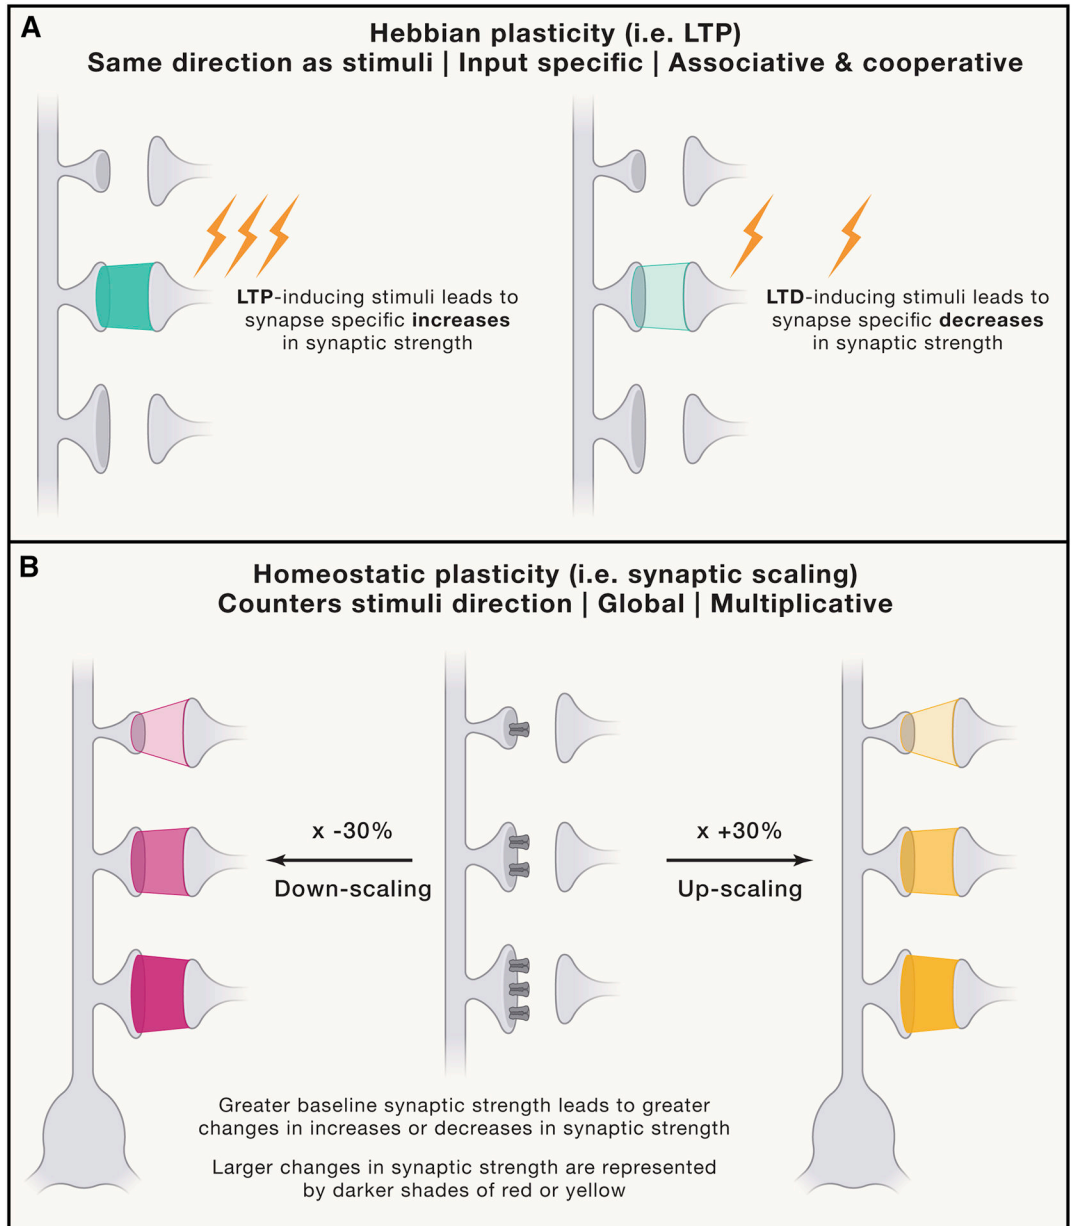 A
Hebbian plasticity (i.e. LTP)
Same direction as stimuli | Input specific | Associative & cooperative
LTP-inducing stimuli leads to
synapse specific increases
in synaptic strength
LTD-inducing stimuli leads to
synapse specific decreases
in synaptic strength
B
Homeostatic plasticity (i.e. synaptic scaling)
Counters stimuli direction | Global | Multiplicative
x -30%
Down-scaling
x +30%
Up-scaling
Greater baseline synaptic strength leads to greater
changes in increases or decreases in synaptic strength
Larger changes in synaptic strength are represented
by darker shades of red or yellow